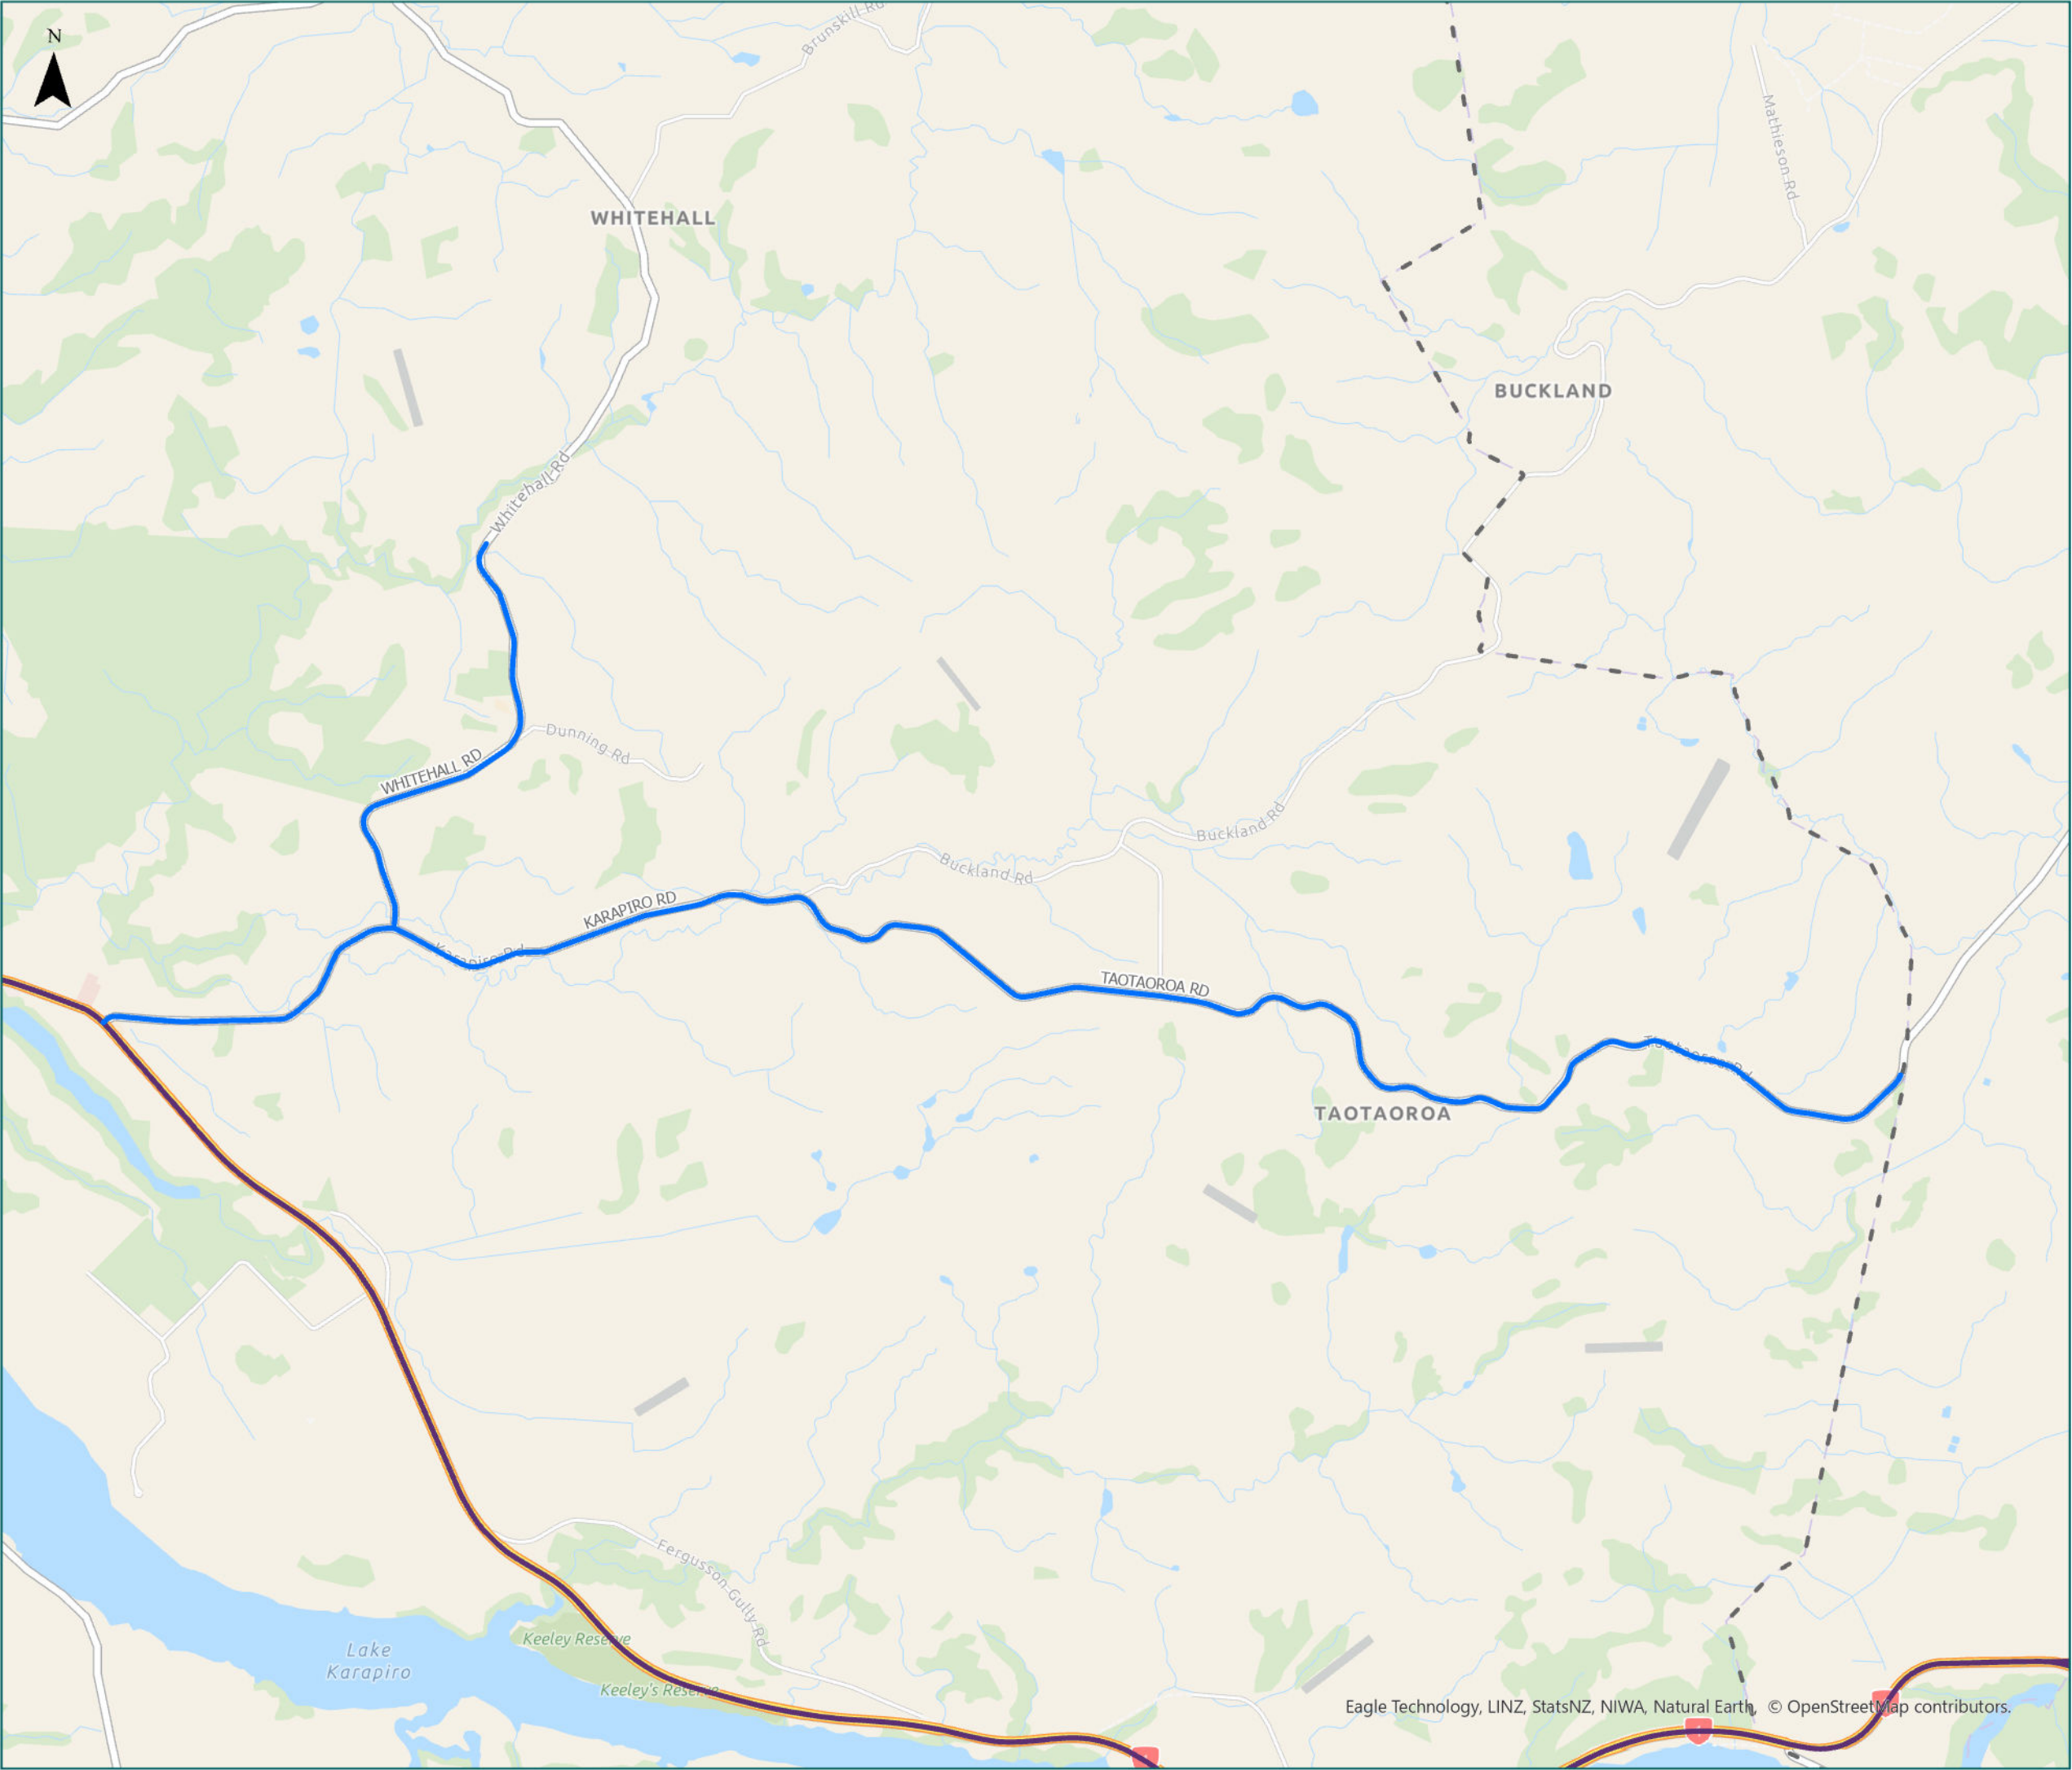 N
Brunskill Rd
Mathieson Rd
WHITEHALL
BUCKLAND
Whitehall Rd
Dunning Rd
WHITEHALL RD
Buckland Rd
Buckland Rd
KARAPIRO RD
Karapiro Rd
TAOTAOROA RD
Taotaoroa Rd
TAOTAOROA
Fergusson Gully Rd
Keeley Reserve
Lake
Karapiro
Keeley's Reserve
Eagle Technology, LINZ, StatsNZ, NIWA, Natural Earth, © OpenStreetMap contributors.